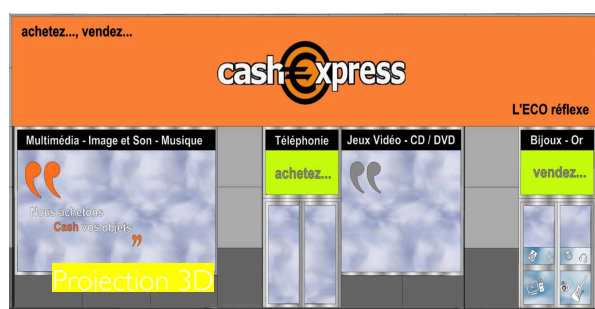 achetez..., vendez...
cash express
L'ECO réflexe
Multimédia - Image et Son - Musique
Téléphonie
Jeux Vidéo - CD / DVD
Bijoux - Or
achetez...
vendez...
Nous achetons
Cash vos objets
Projection 3D